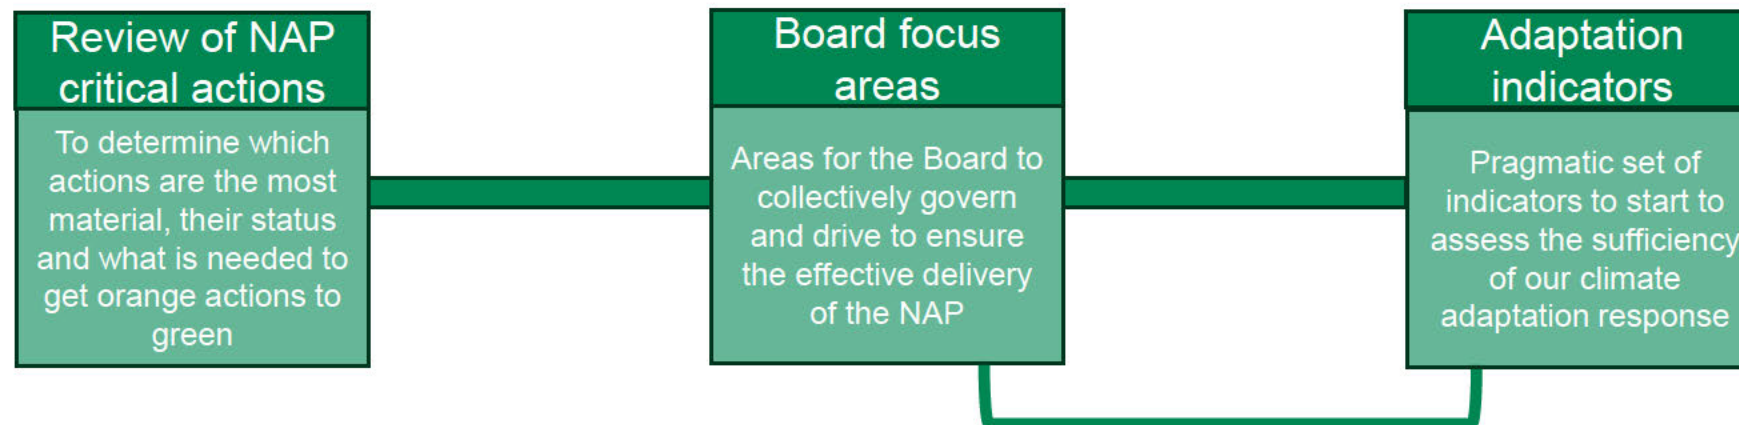 Review of NAP
critical actions
To determine which
actions are the most
material, their status
and what is needed to
get orange actions to
green
Board focus
areas
Areas for the Board to
collectively govern
and drive to ensure
the effective delivery
of the NAP
Adaptation
indicators
Pragmatic set of
indicators to start to
assess the sufficiency
of our climate
adaptation response